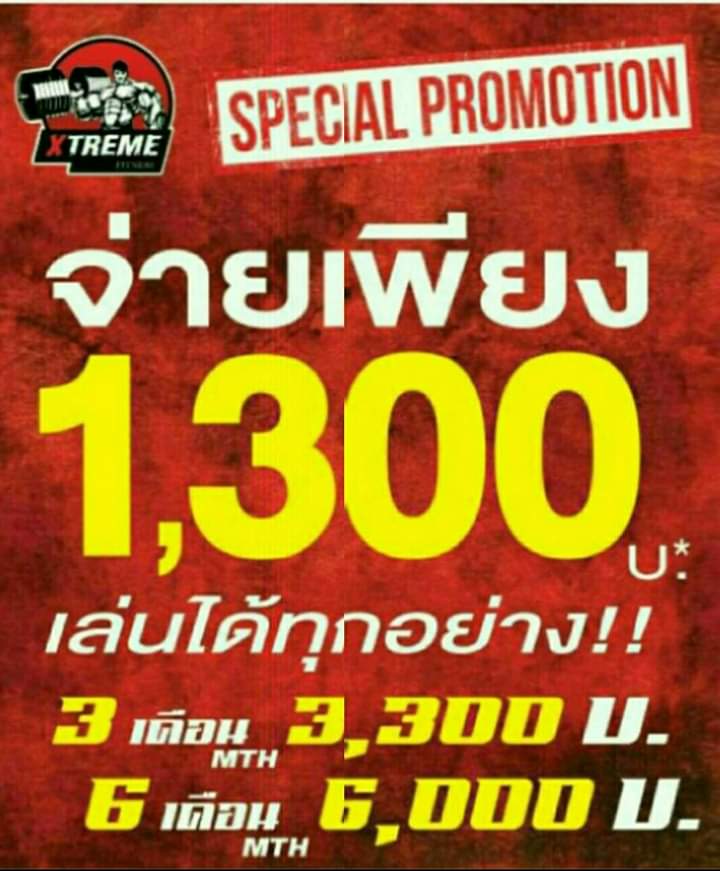 XTREME
FITNESS
SPECIAL PROMOTION
จ่ายเพียง
1,300
บ.*
เล่นได้ทุกอย่าง!!
3 เดือน 3,300 บ.
MTH
6 เดือน 6,000 บ.
MTH